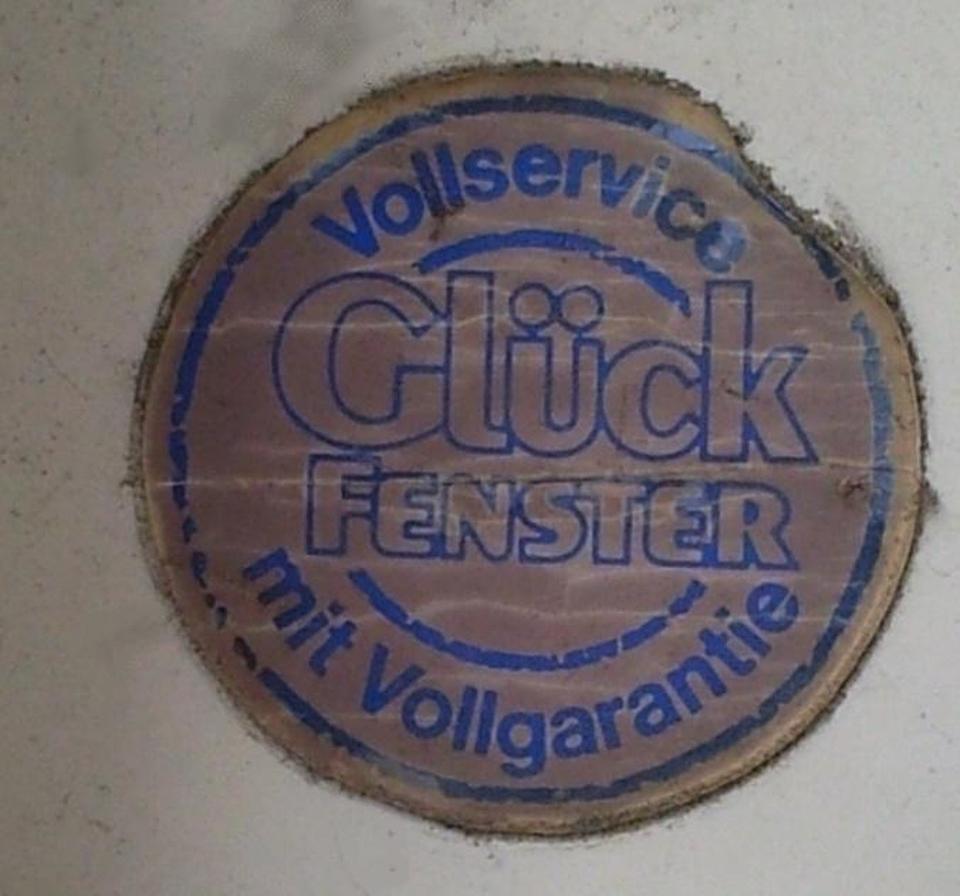 Vollservice
Glück
FENSTER
mit Vollgarantie